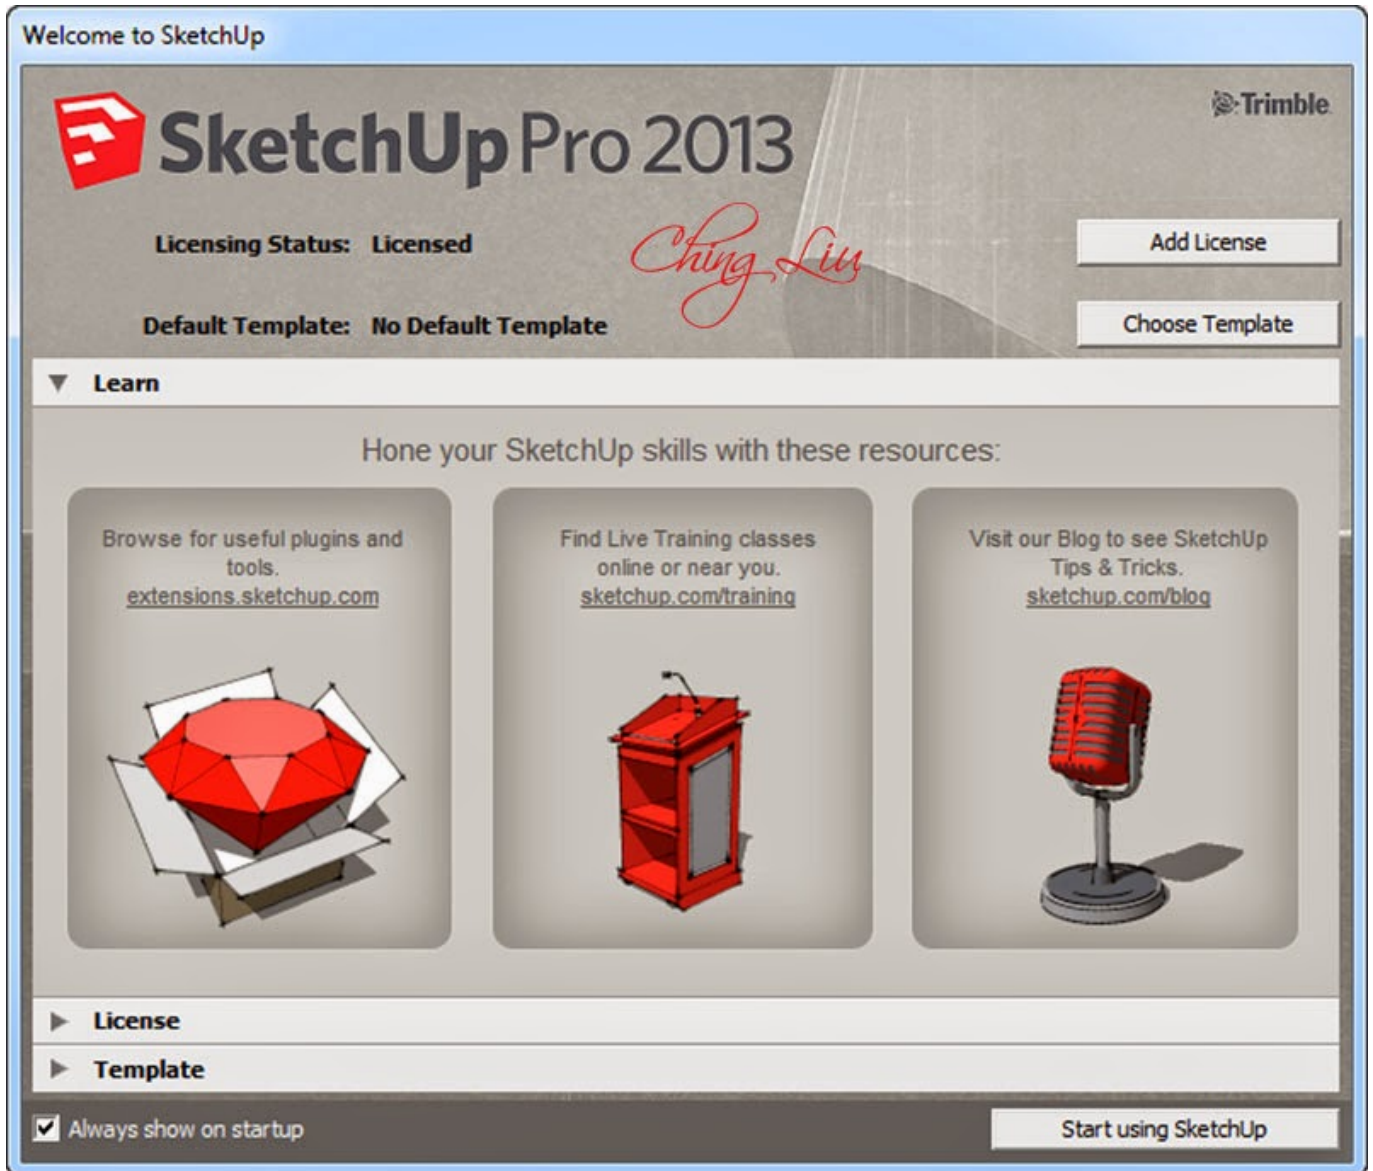 Welcome to SketchUp
SketchUp Pro 2013
Trimble
Licensing Status: Licensed
Ching Liu
Add License
Default Template: No Default Template
Choose Template
Learn
Hone your SketchUp skills with these resources:
Browse for useful plugins and
tools.
extensions.sketchup.com
Find Live Training classes
online or near you.
sketchup.com/training
Visit our Blog to see SketchUp
Tips & Tricks.
sketchup.com/blog
License
Template
Always show on startup
Start using SketchUp